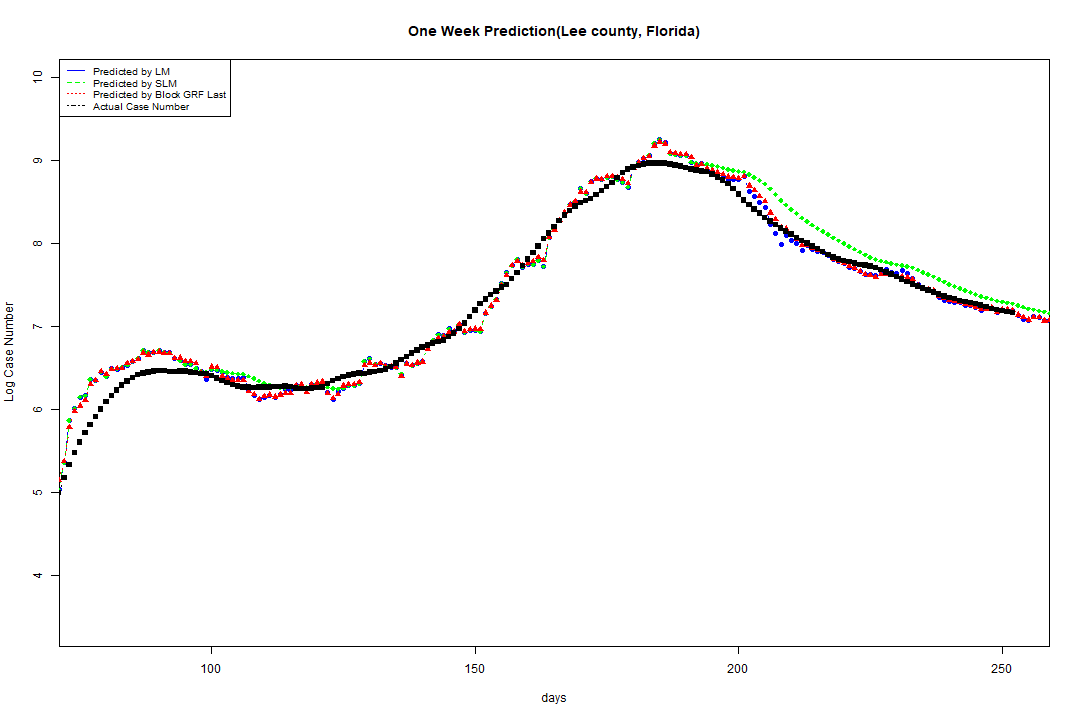 One Week Prediction(Lee county, Florida)
10
Predicted by LM
Predicted by SLM
Predicted by Block GRF Last
Actual Case Number
9
8
7
6
5
4
Log Case Number
100
150
200
250
days